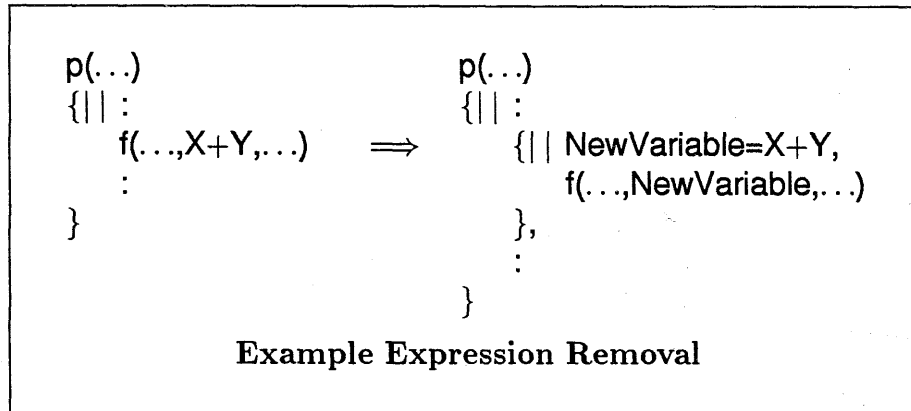 p(...)
{|| :
f(...,X+Y,...)
:
}
⟹
p(...)
{|| :
{|| NewVariable=X+Y,
f(...,NewVariable,...)
},
:
}
Example Expression Removal